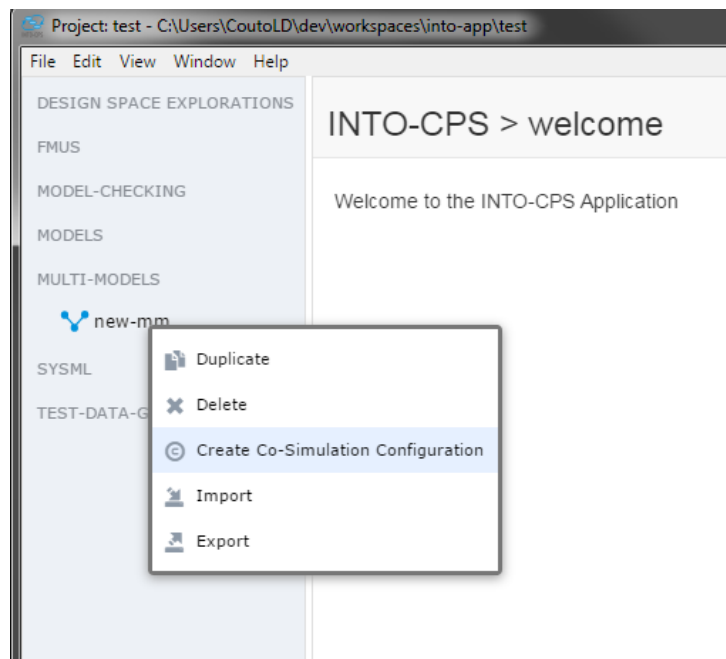 Project: test - C:\Users\CoutoLD\dev\workspaces\into-app\test
File Edit View Window Help
DESIGN SPACE EXPLORATIONS
FMUS
MODEL-CHECKING
MODELS
MULTI-MODELS
new-mm
SYSML
TEST-DATA-G
INTO-CPS > welcome
Welcome to the INTO-CPS Application
Duplicate
Delete
Create Co-Simulation Configuration
Import
Export